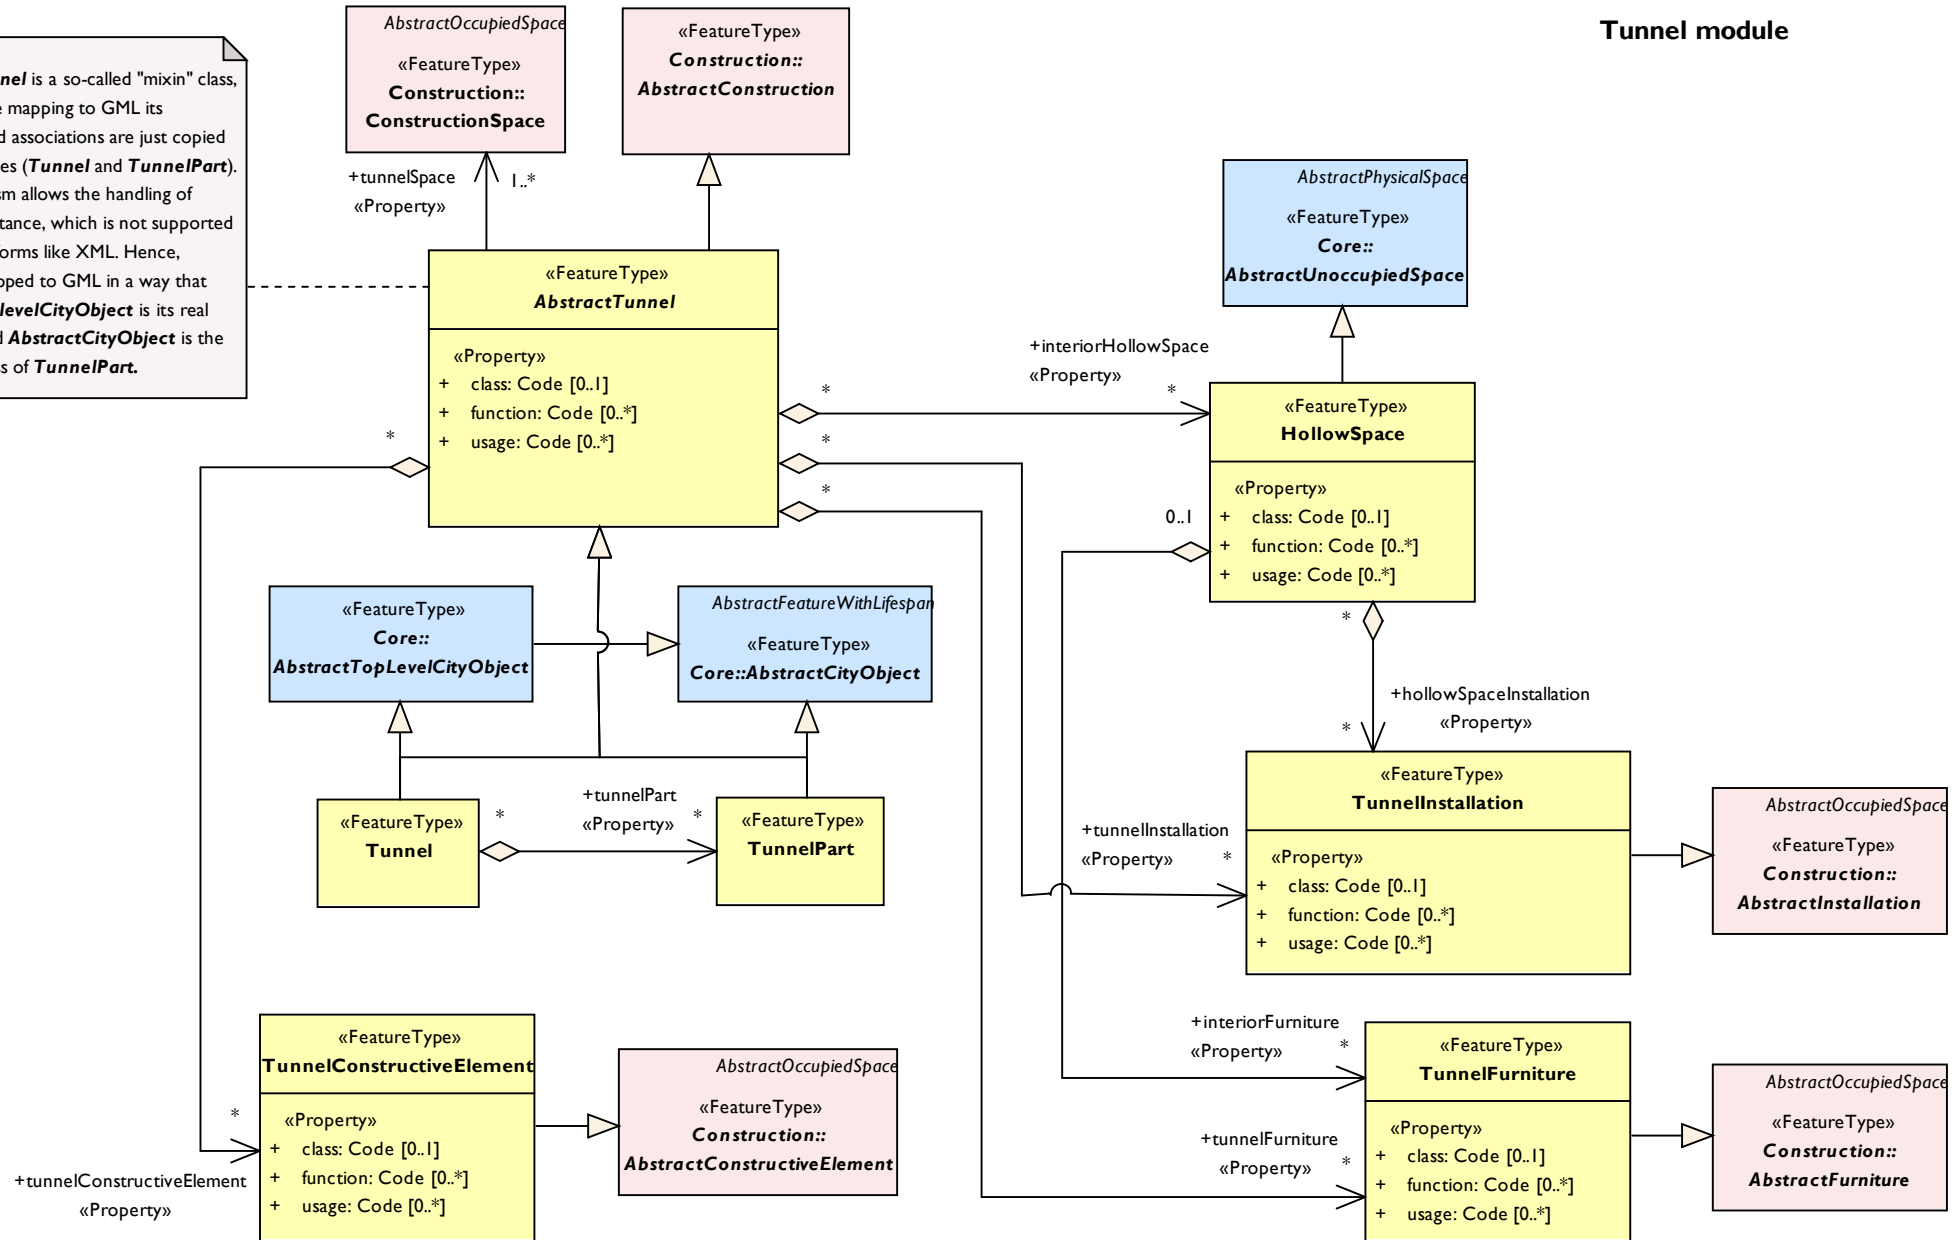 Tunnel module
nel is a so-called "mixin" class,
mapping to GML its
associations are just copied
es (Tunnel and TunnelPart).
sm allows the handling of
tance, which is not supported
orms like XML. Hence,
pped to GML in a way that
levelCityObject is its real
AbstractCityObject is the
s of TunnelPart.
AbstractOccupiedSpace
«FeatureType»
Construction::
ConstructionSpace
«FeatureType»
Construction::
AbstractConstruction
+tunnelSpace
«Property»
1..*
AbstractPhysicalSpace
«FeatureType»
Core::
AbstractUnoccupiedSpace
«FeatureType»
AbstractTunnel
«Property»
+ class: Code [0..1]
+ function: Code [0..*]
+ usage: Code [0..*]
*
*
*
*
+interiorHollowSpace
«Property»
*
«FeatureType»
HollowSpace
«Property»
+ class: Code [0..1]
+ function: Code [0..*]
+ usage: Code [0..*]
0..1
*
«FeatureType»
Core::
AbstractTopLevelCityObject
AbstractFeatureWithLifespan
«FeatureType»
Core::AbstractCityObject
+hollowSpaceInstallation
«Property»
*
«FeatureType»
Tunnel
*
+tunnelPart
«Property»
*
«FeatureType»
TunnelPart
+tunnelInstallation
«Property»
*
«FeatureType»
TunnelInstallation
«Property»
+ class: Code [0..1]
+ function: Code [0..*]
+ usage: Code [0..*]
AbstractOccupiedSpace
«FeatureType»
Construction::
AbstractInstallation
«FeatureType»
TunnelConstructiveElement
«Property»
+ class: Code [0..1]
+ function: Code [0..*]
+ usage: Code [0..*]
*
+tunnelConstructiveElement
«Property»
AbstractOccupiedSpace
«FeatureType»
Construction::
AbstractConstructiveElement
+interiorFurniture
«Property»
*
+tunnelFurniture
«Property»
*
«FeatureType»
TunnelFurniture
«Property»
+ class: Code [0..1]
+ function: Code [0..*]
+ usage: Code [0..*]
AbstractOccupiedSpace
«FeatureType»
Construction::
AbstractFurniture